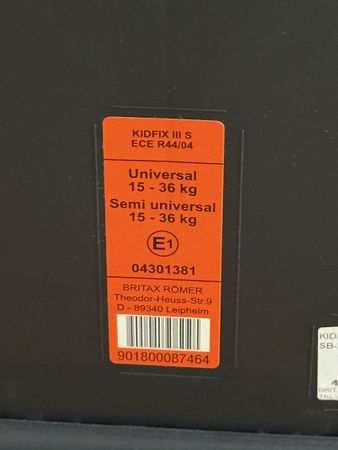 KIDFIX III S
ECE R44/04
Universal
15 - 36 kg
Semi universal
15 - 36 kg
E1
04301381
BRITAX RÖMER
Theodor-Heuss-Str.9
D - 89340 Leipheim
901800087464
SB-